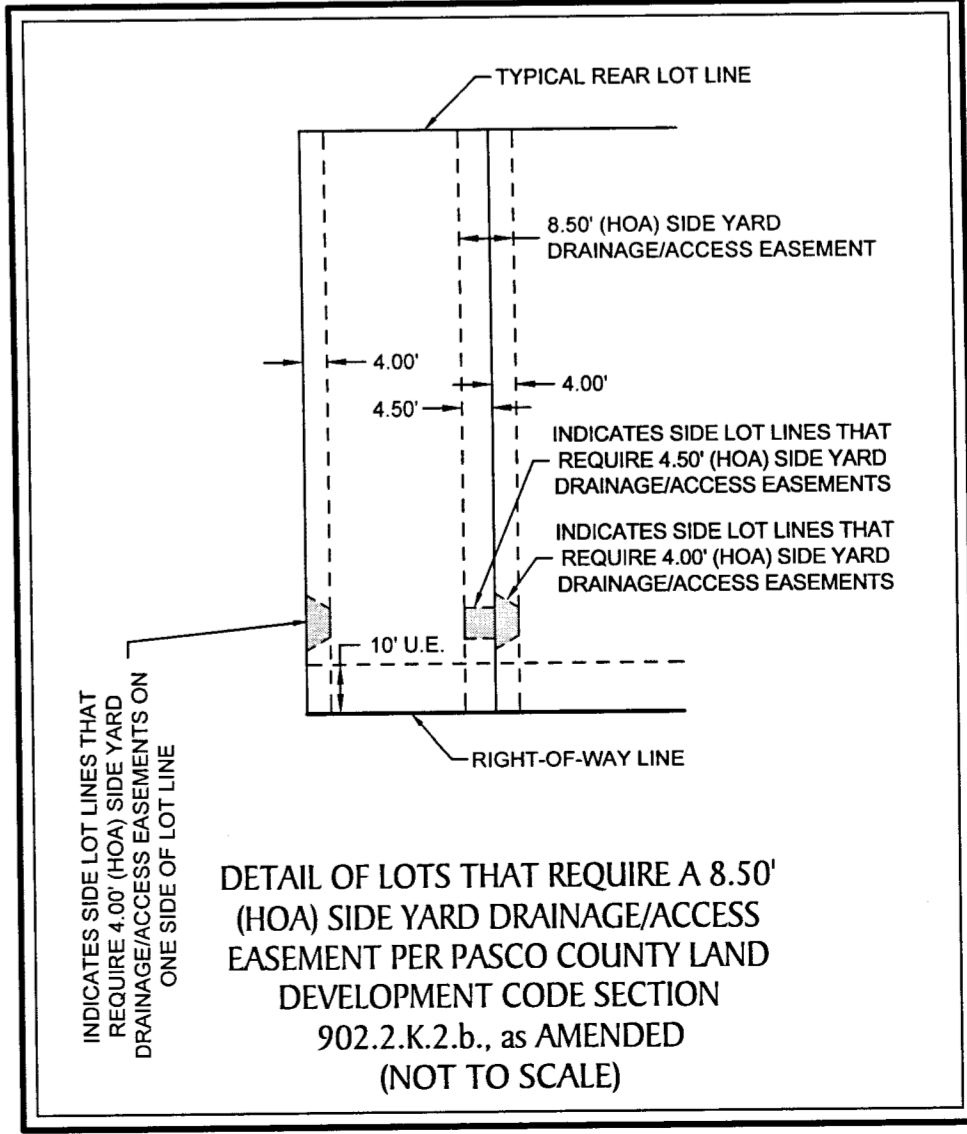 TYPICAL REAR LOT LINE
8.50' (HOA) SIDE YARD
DRAINAGE/ACCESS EASEMENT
4.00'
4.00'
4.50'
INDICATES SIDE LOT LINES THAT
REQUIRE 4.50' (HOA) SIDE YARD
DRAINAGE/ACCESS EASEMENTS
INDICATES SIDE LOT LINES THAT
REQUIRE 4.00' (HOA) SIDE YARD
DRAINAGE/ACCESS EASEMENTS
10' U.E.
RIGHT-OF-WAY LINE
INDICATES SIDE LOT LINES THAT
REQUIRE 4.00' (HOA) SIDE YARD
DRAINAGE/ACCESS EASEMENTS ON
ONE SIDE OF LOT LINE
DETAIL OF LOTS THAT REQUIRE A 8.50'
(HOA) SIDE YARD DRAINAGE/ACCESS
EASEMENT PER PASCO COUNTY LAND
DEVELOPMENT CODE SECTION
902.2.K.2.b., as AMENDED
(NOT TO SCALE)